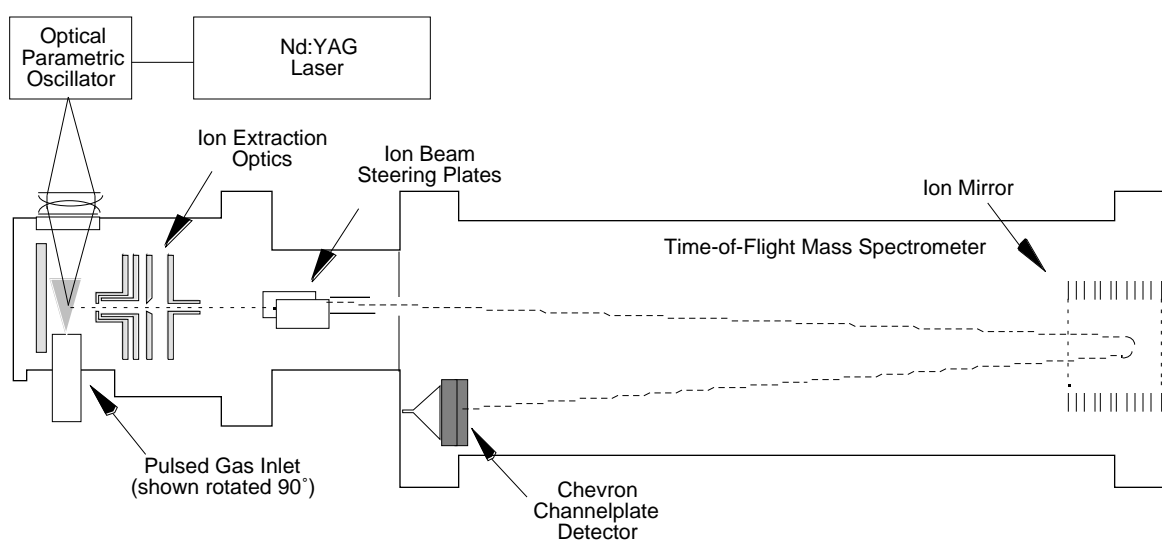 Optical
Parametric
Oscillator
Nd:YAG
Laser
Ion Extraction
Optics
Ion Beam
Steering Plates
Ion Mirror
Time-of-Flight Mass Spectrometer
Pulsed Gas Inlet
(shown rotated 90˚)
Chevron
Channelplate
Detector